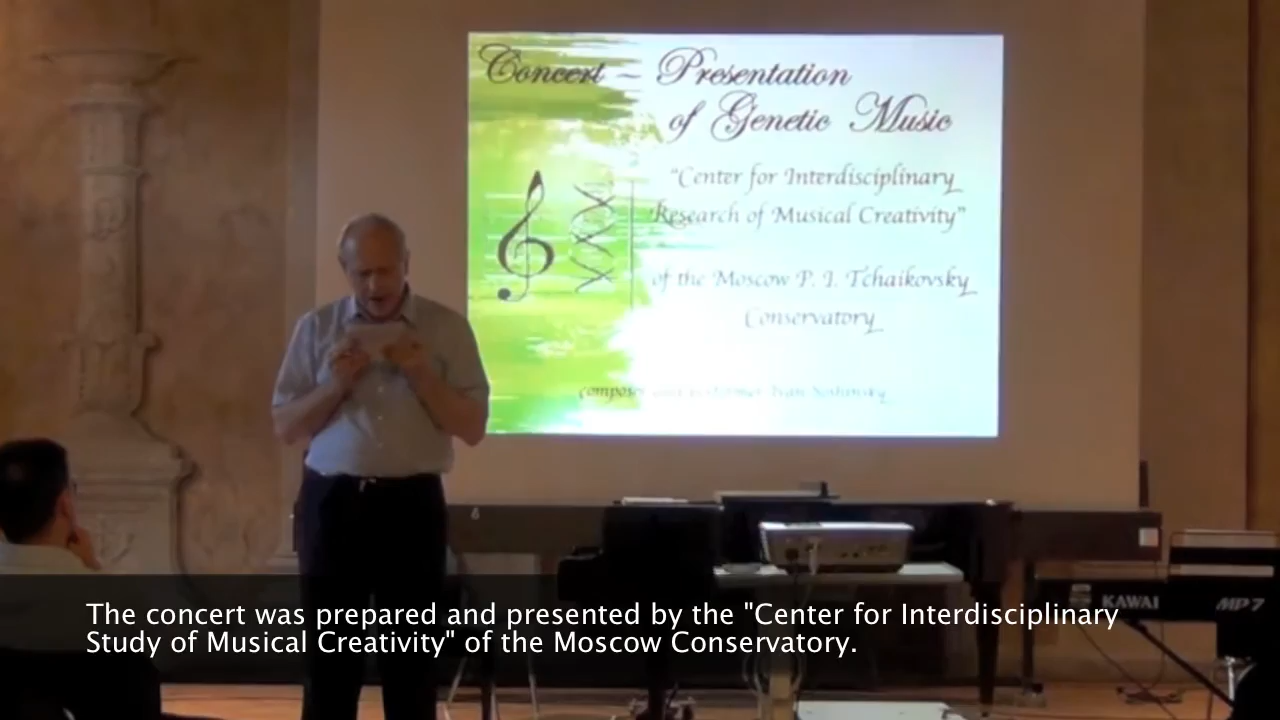 Concert – Presentation
of Genetic Music
"Center for Interdisciplinary
Research of Musical Creativity"
of the Moscow P. I. Tchaikovsky
Conservatory
composer
KAWAI MP7
The concert was prepared and presented by the "Center for Interdisciplinary
Study of Musical Creativity" of the Moscow Conservatory.